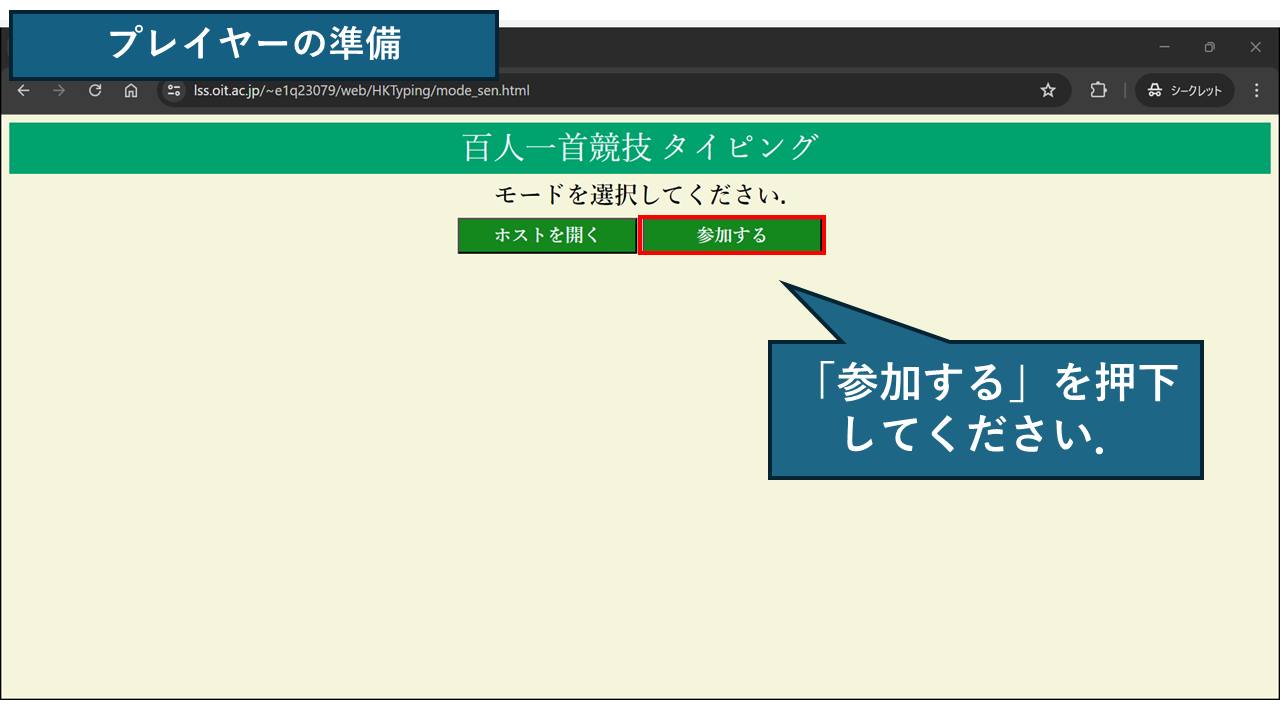 プレイヤーの準備
lss.oit.ac.jp/~e1q23079/web/HKTyping/mode_sen.html
シークレット
百人一首競技 タイピング
モードを選択してください.
ホストを開く
参加する
「参加する」を押下
してください.